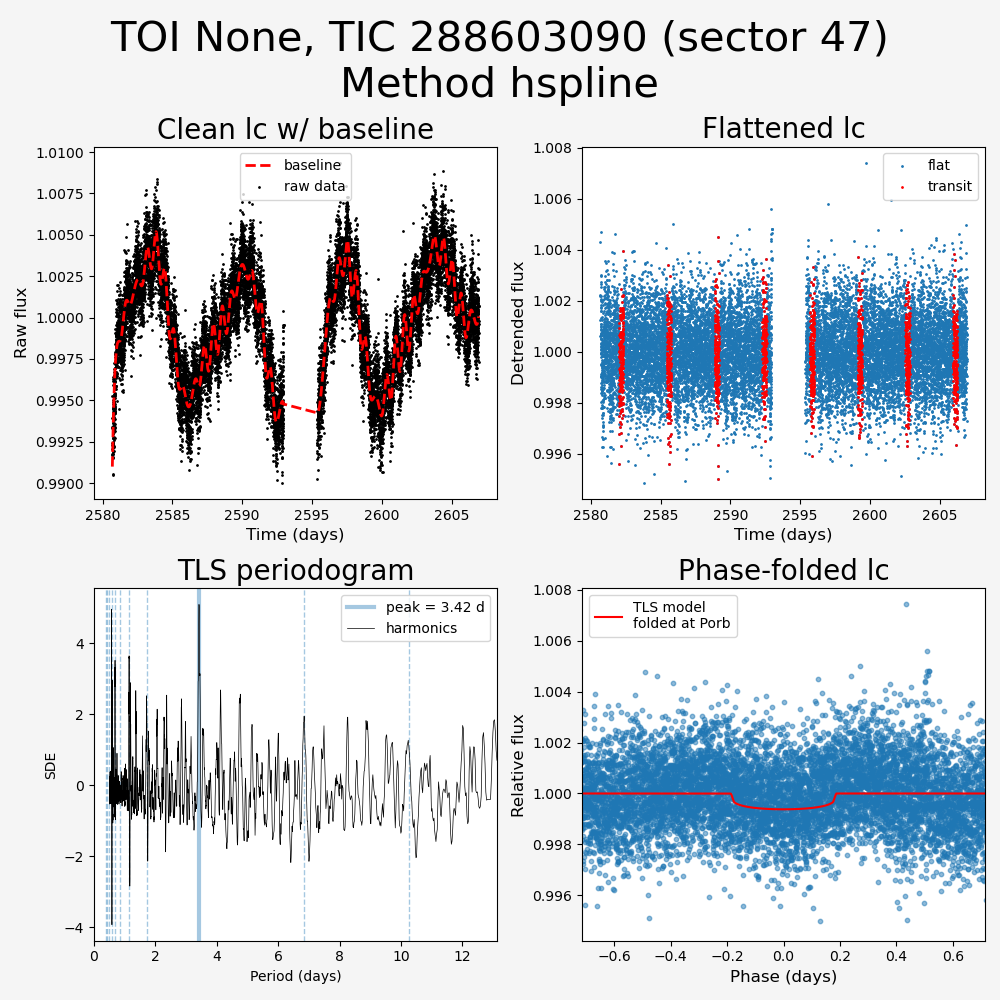 TOI None, TIC 288603090 (sector 47)
Method hspline
Clean lc w/ baseline
Flattened lc
baseline
raw data
flat
transit
1.0100
1.0075
1.0050
1.0025
1.0000
0.9975
0.9950
0.9925
0.9900
Raw flux
2580 2585 2590 2595 2600 2605
Time (days)
1.008
1.006
1.004
1.002
1.000
0.998
0.996
Detrended flux
2580 2585 2590 2595 2600 2605
Time (days)
TLS periodogram
Phase-folded lc
peak = 3.42 d
harmonics
4
2
0
−2
−4
SDE
0 2 4 6 8 10 12
Period (days)
TLS model
folded at Porb
1.008
1.006
1.004
1.002
1.000
0.998
0.996
Relative flux
−0.6 −0.4 −0.2 0.0 0.2 0.4 0.6
Phase (days)